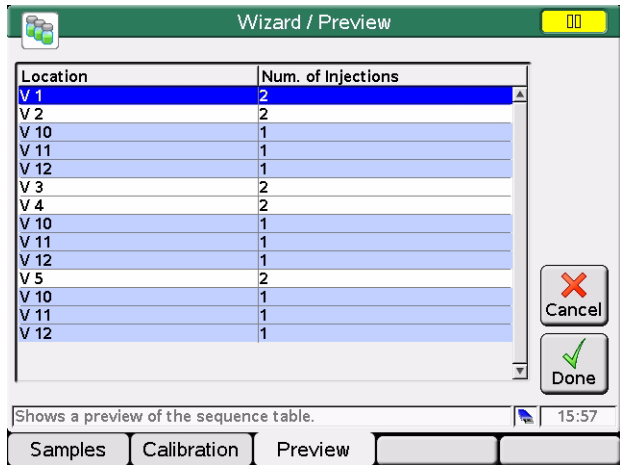 Wizard / Preview
Location Num. of Injections
V 1 2
V 2 2
V 10 1
V 11 1
V 12 1
V 3 2
V 4 2
V 10 1
V 11 1
V 12 1
V 5 2
V 10 1
V 11 1
V 12 1
Cancel
Done
Shows a preview of the sequence table. 15:57
Samples Calibration Preview